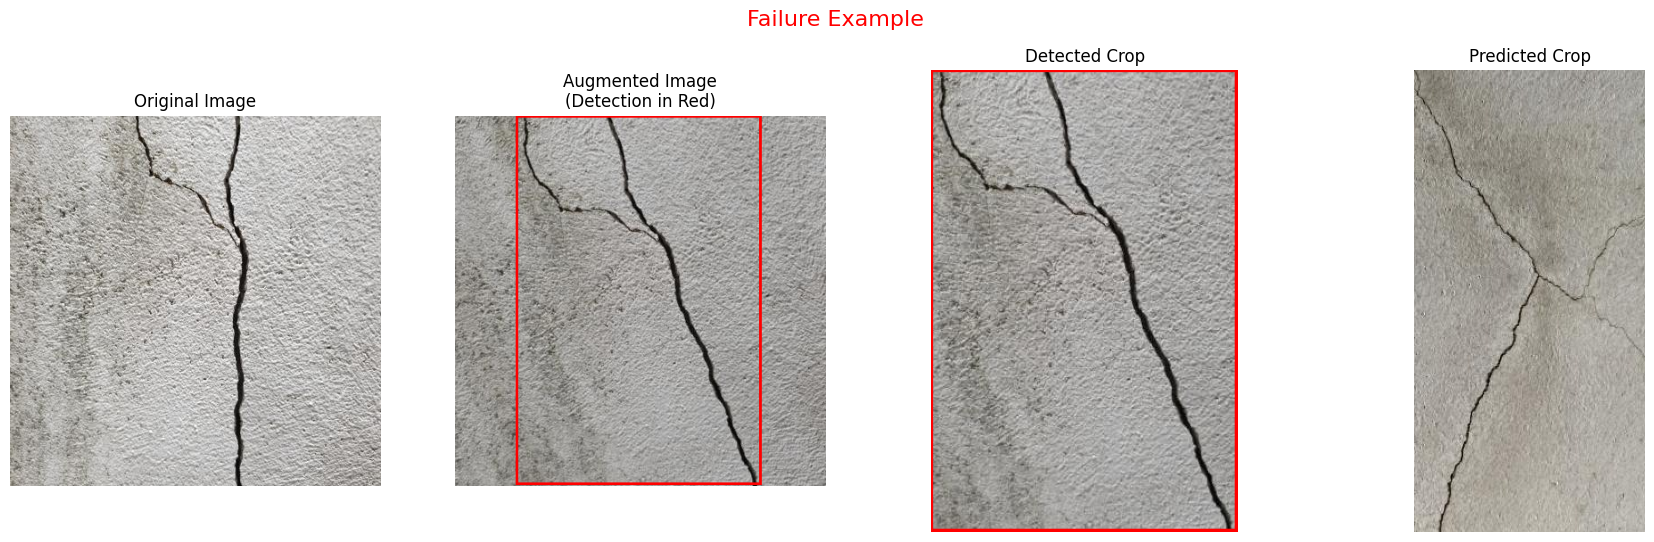 Failure Example
Original Image
Augmented Image
(Detection in Red)
Detected Crop
Predicted Crop